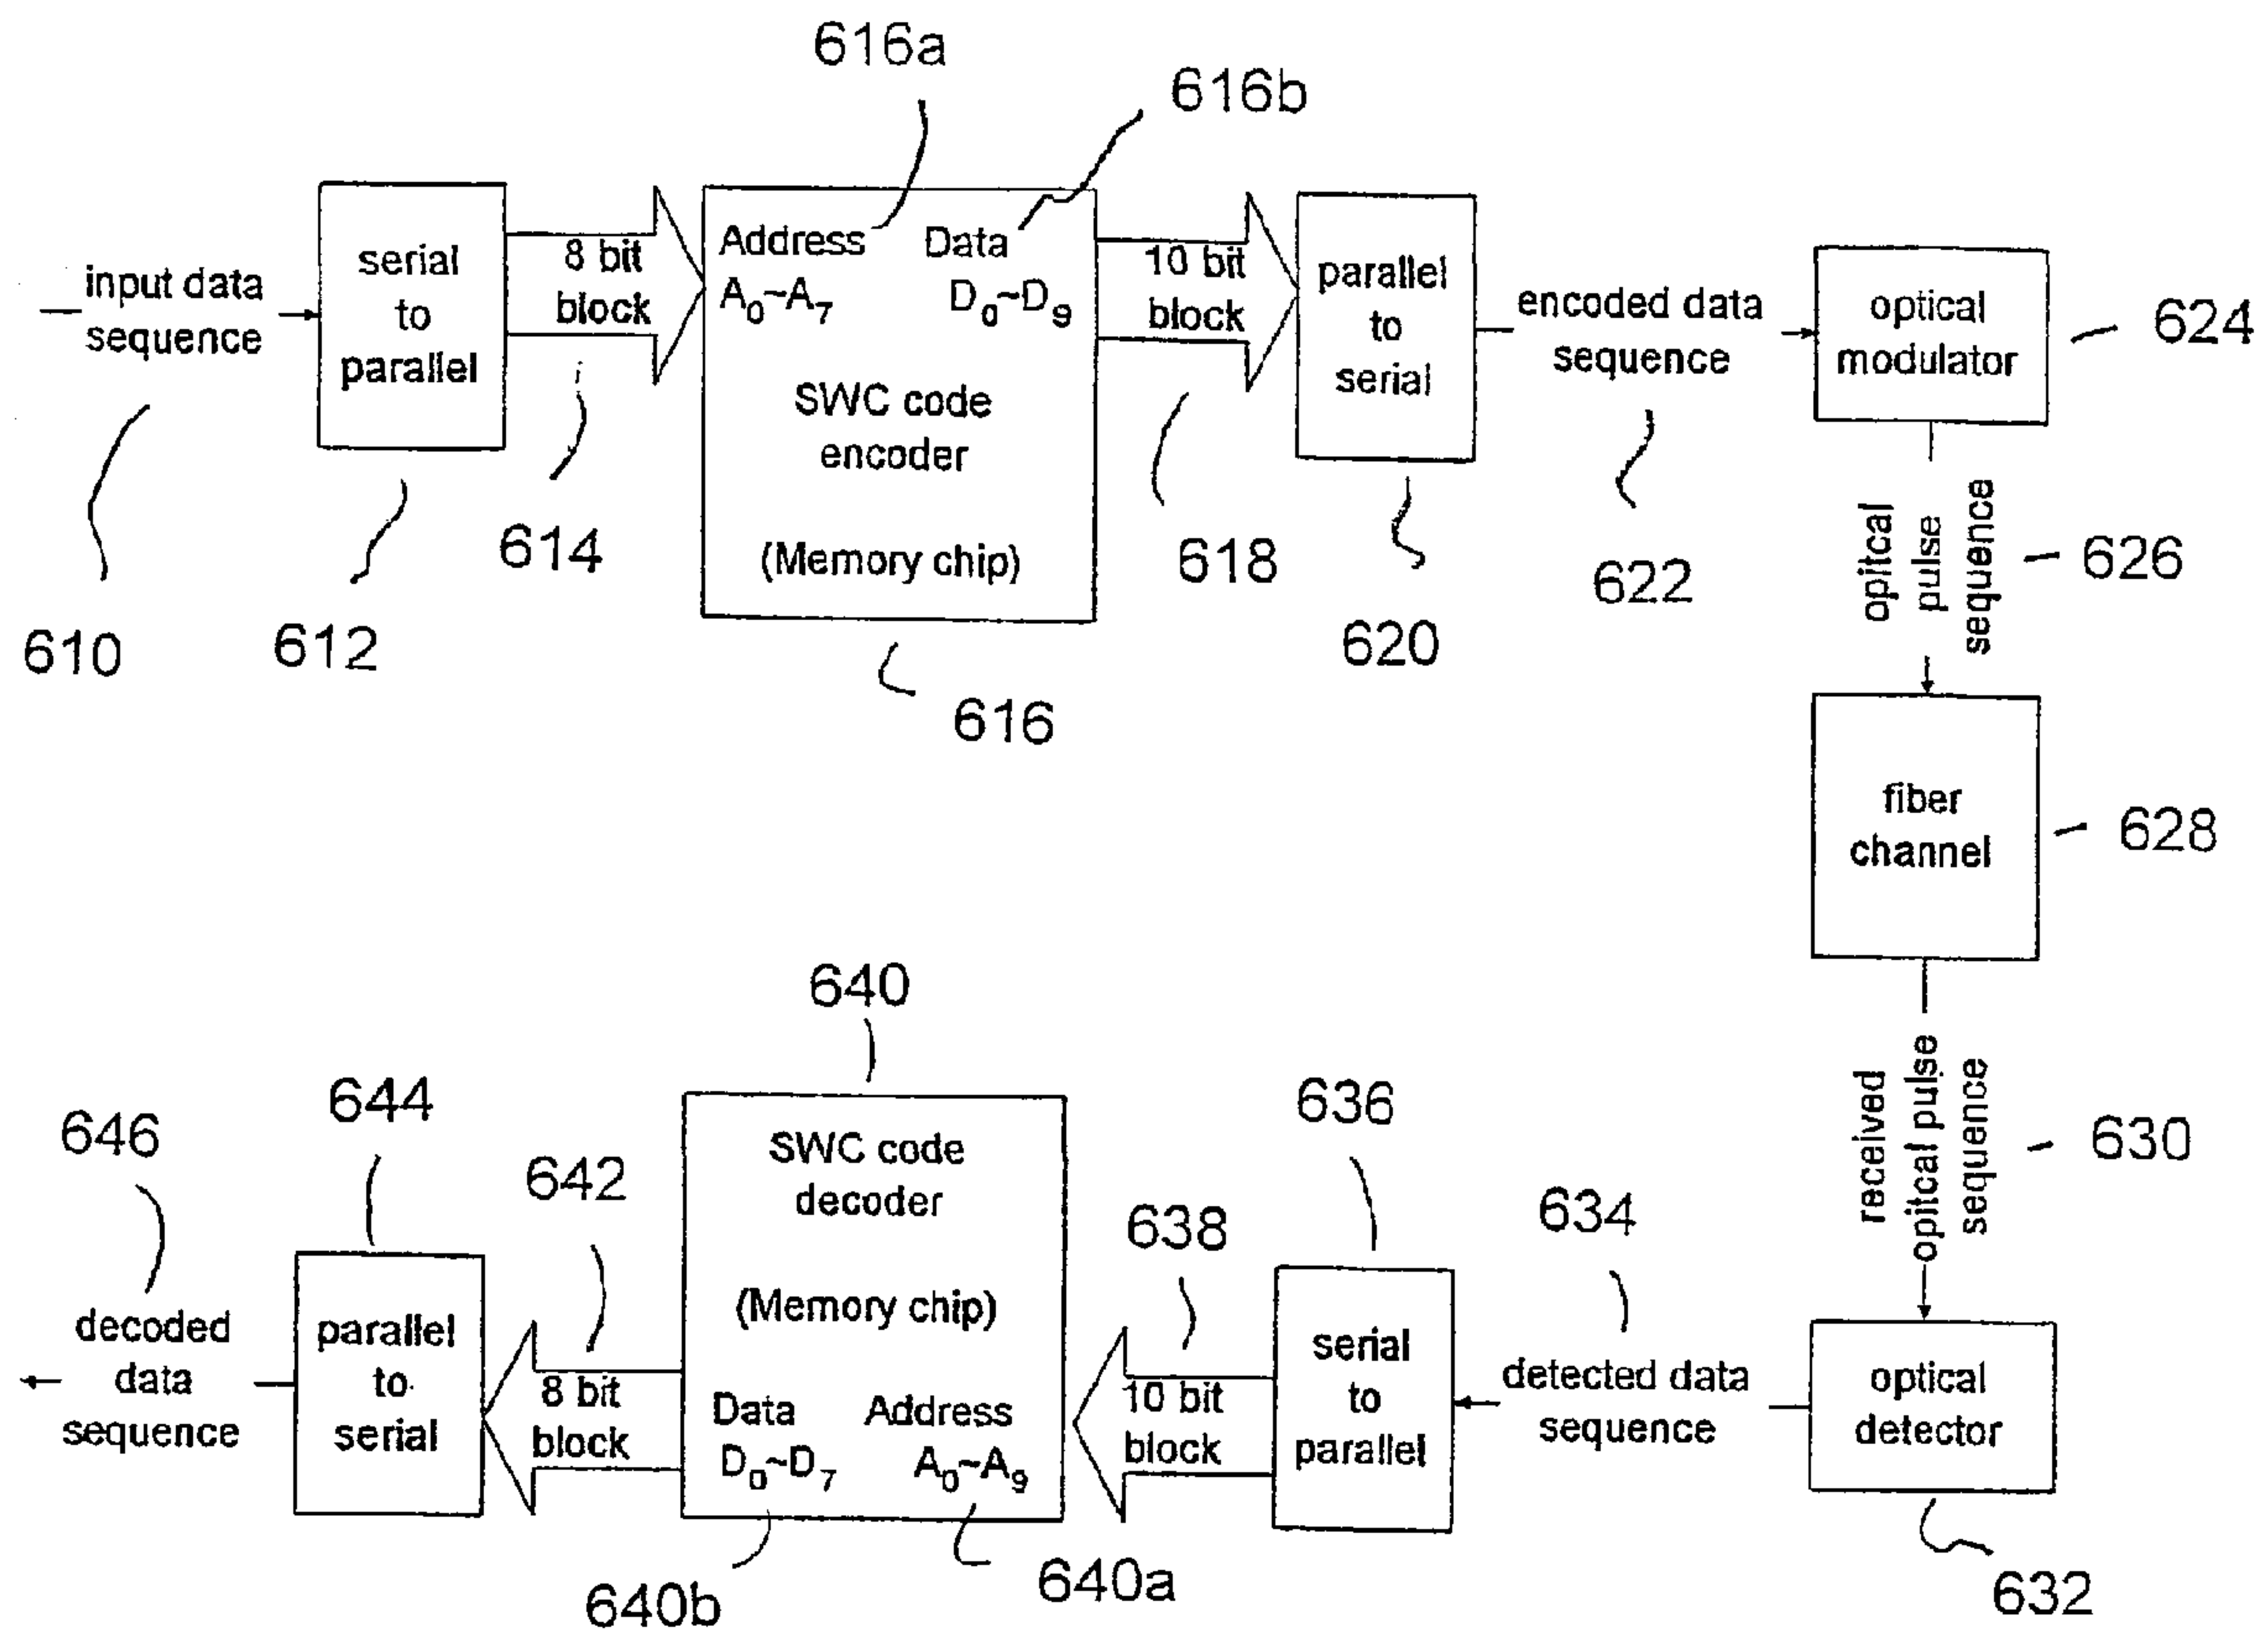 616a
616b
input data
sequence
serial
to
parallel
8 bit
block
Address
A0~A7
Data
D0~D9
SWC code
encoder
(Memory chip)
10 bit
block
parallel
to
serial
encoded data
sequence
optical
modulator
624
610
612
614
616
618
620
622
opitcal
pulse
sequence
626
fiber
channel
628
received
opitcal pulse
sequence
630
optical
detector
632
634
detected data
sequence
636
serial
to
parallel
638
10 bit
block
640
SWC code
decoder
(Memory chip)
Data
D0~D7
Address
A0~A9
640b
640a
642
8 bit
block
644
parallel
to
serial
646
decoded
data
sequence